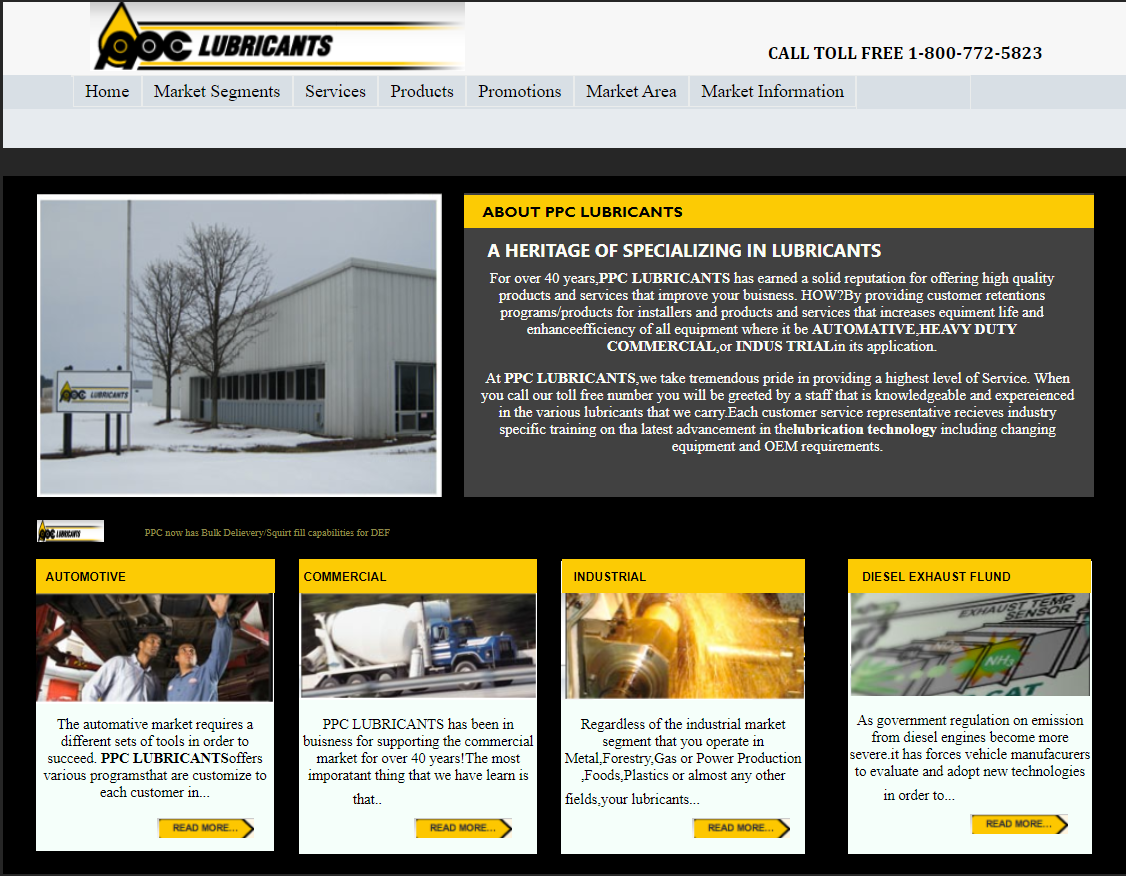 ppc LUBRICANTS
CALL TOLL FREE 1-800-772-5823
Home Market Segments Services Products Promotions Market Area Market Information
ppc LUBRICANTS
ABOUT PPC LUBRICANTS
A HERITAGE OF SPECIALIZING IN LUBRICANTS
For over 40 years,PPC LUBRICANTS has earned a solid reputation for offering high quality
products and services that improve your buisness. HOW?By providing customer retentions
programs/products for installers and products and services that increases equiment life and
enhanceefficiency of all equipment where it be AUTOMATIVE,HEAVY DUTY
COMMERCIAL,or INDUS TRIALin its application.
At PPC LUBRICANTS,we take tremendous pride in providing a highest level of Service. When
you call our toll free number you will be greeted by a staff that is knowledgeable and expereienced
in the various lubricants that we carry.Each customer service representative recieves industry
specific training on tha latest advancement in thelubrication technology including changing
equipment and OEM requirements.
ppc LUBRICANTS
PPC now has Bulk Delievery/Squirt fill capabilities for DEF
AUTOMOTIVE
The automotive market requires a
different sets of tools in order to
succeed. PPC LUBRICANTSoffers
various programsthat are customize to
each customer in...
READ MORE...
COMMERCIAL
PPC LUBRICANTS has been in
buisness for supporting the commercial
market for over 40 years!The most
imporatant thing that we have learn is
that..
READ MORE...
INDUSTRIAL
Regardless of the industrial market
segment that you operate in
Metal,Forestry,Gas or Power Production
,Foods,Plastics or almost any other
fields,your lubricants...
READ MORE...
DIESEL EXHAUST FLUND
EXHAUST TEMP.
SENSOR
NH3
CAT
As government regulation on emission
from diesel engines become more
severe.it has forces vehicle manufacurers
to evaluate and adopt new technologies
in order to...
READ MORE...